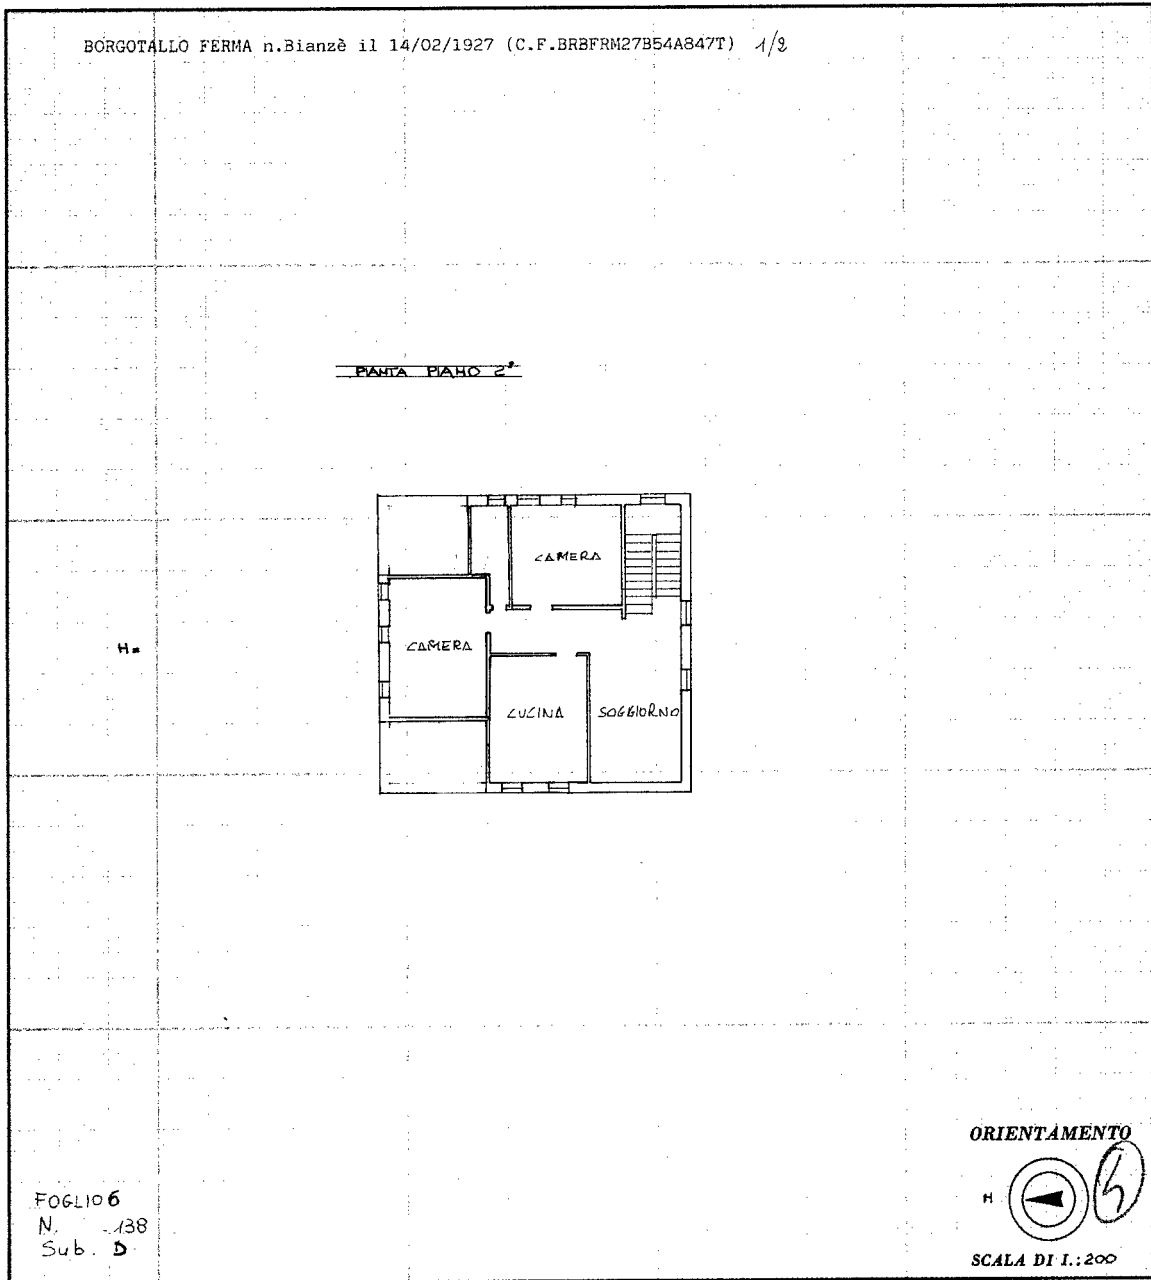 BORGOTALLO FERMA n.Bianzè il 14/02/1927 (C.F.BRBFRM27B54A847T) 1/2
PIANTA PIANO 2°
CAMERA
CAMERA
H=
CUCINA SOGGIORNO
ORIENTAMENTO
N
5
FOGLIO 6
N. 138
Sub. D
SCALA DI 1.:200